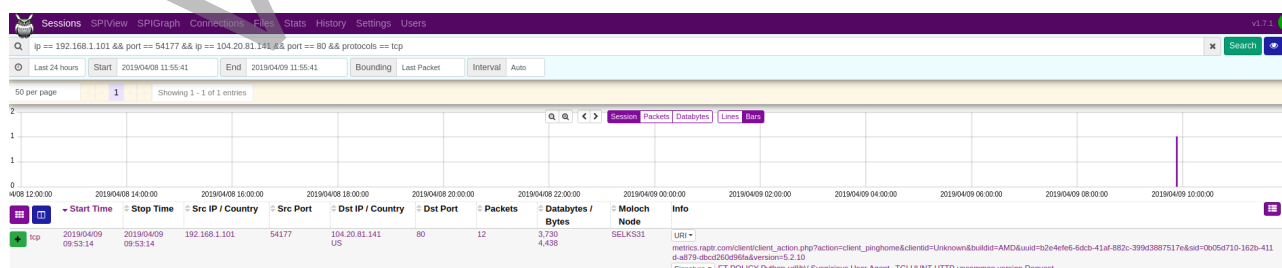 Sessions SPIView SPIGraph Connections Files Stats History Settings Users v1.7.1
ip == 192.168.1.101 && port == 54177 && ip == 104.20.81.141 && port == 80 && protocols == tcp Search
Last 24 hours Start 2019/04/08 11:55:41 End 2019/04/09 11:55:41 Bounding Last Packet Interval Auto
50 per page 1 Showing 1 - 1 of 1 entries
Session Packets Databytes Lines Bars
2
1
1
0
2019/04/08 14:00:00 2019/04/08 16:00:00 2019/04/08 18:00:00 2019/04/08 20:00:00 2019/04/08 22:00:00 2019/04/09 00:00:00 2019/04/09 02:00:00 2019/04/09 04:00:00 2019/04/09 06:00:00 2019/04/09 08:00:00 2019/04/09 10:00:00
Start Time Stop Time Src IP / Country Src Port Dst IP / Country Dst Port Packets Databytes / Moloch Info
Bytes Node
tcp 2019/04/09 2019/04/09 192.168.1.101 54177 104.20.81.141 80 12 3,730 SELKS31 URI
09:53:14 09:53:14 US 4,438
metrics.raptr.com/client/client_action.php?action=client_pinghome&clientid=Unknown&buildid=AMD&uuid=b2e4efe6-6dcb-41af-882c-399d3887517e&sid=0b05d710-162b-411
d-a879-dbcd260d96fa&version=5.2.10